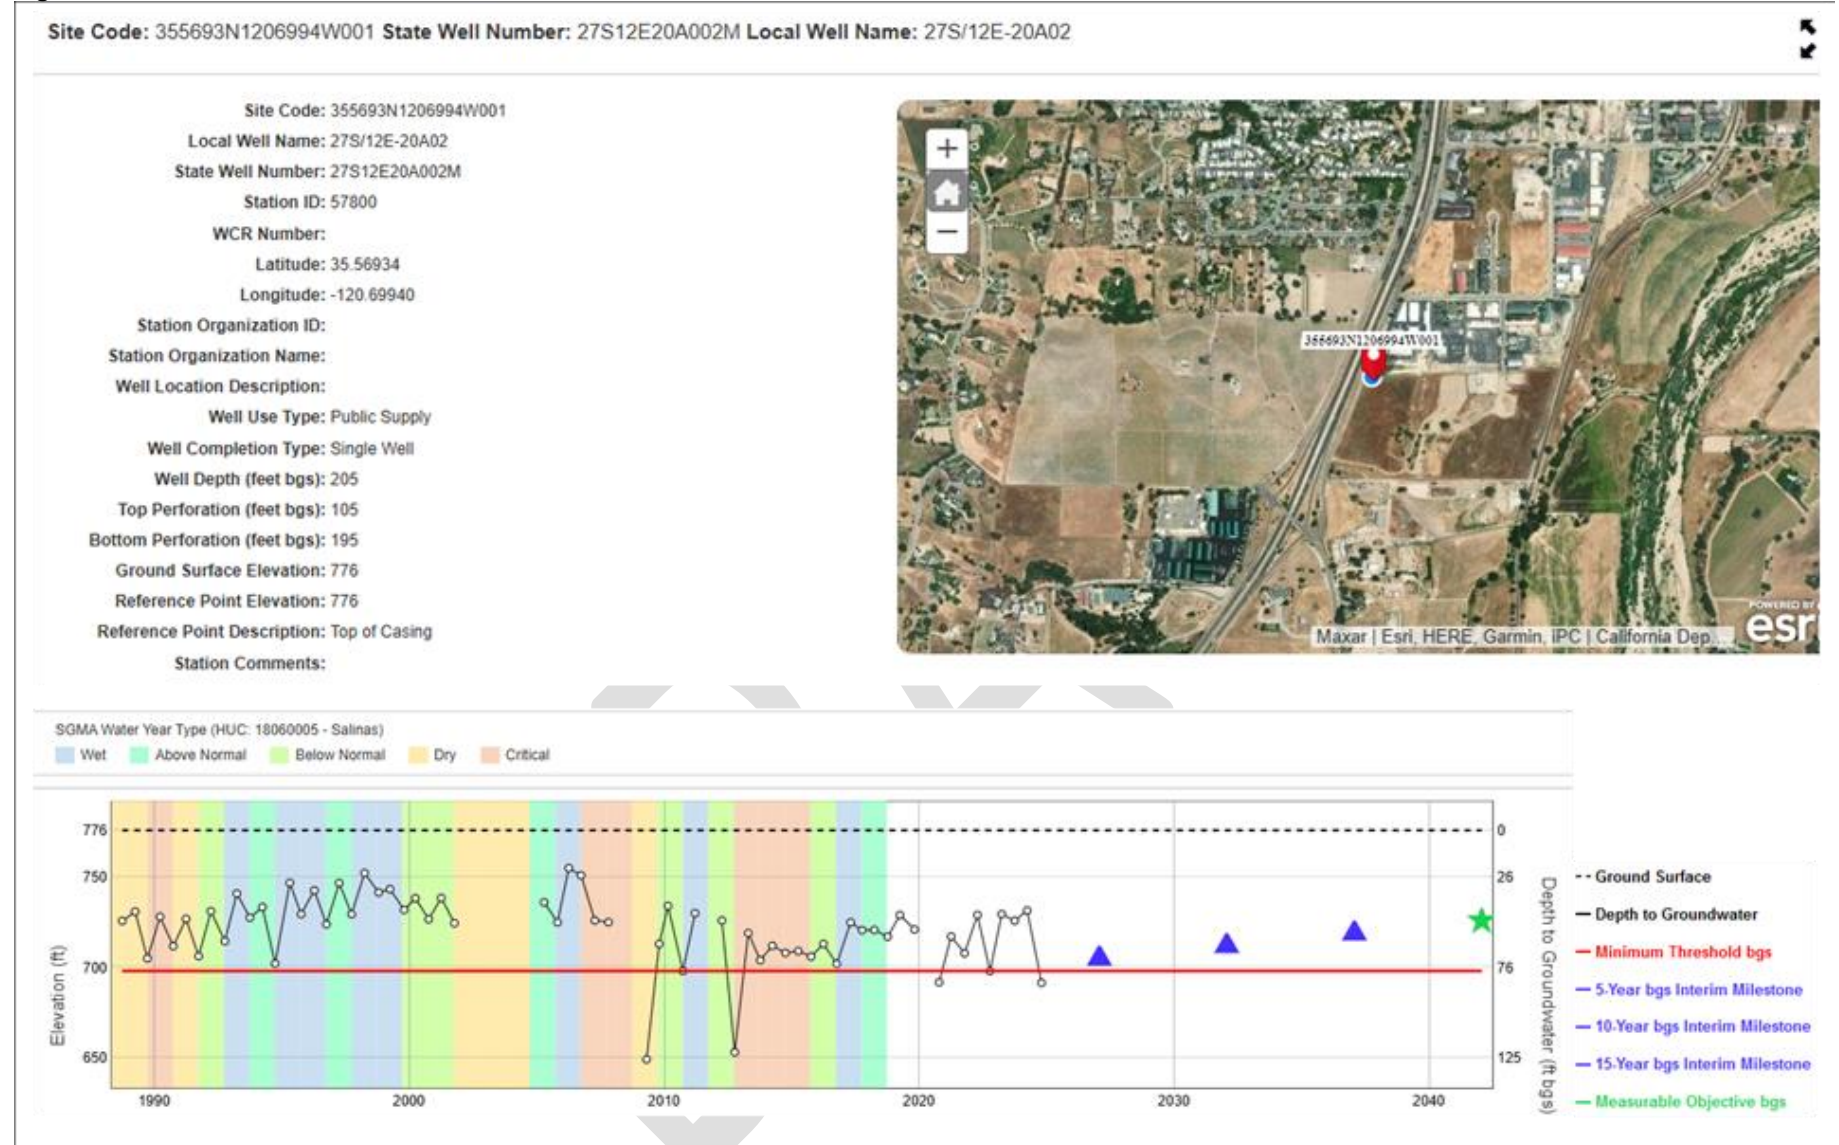 Site Code: 355693N1206994W001 State Well Number: 27S12E20A002M Local Well Name: 27S/12E-20A02
Site Code: 355693N1206994W001
Local Well Name: 27S/12E-20A02
State Well Number: 27S12E20A002M
Station ID: 57800
WCR Number:
Latitude: 35.56934
Longitude: -120.69940
Station Organization ID:
Station Organization Name:
Well Location Description:
Well Use Type: Public Supply
Well Completion Type: Single Well
Well Depth (feet bgs): 205
Top Perforation (feet bgs): 105
Bottom Perforation (feet bgs): 195
Ground Surface Elevation: 776
Reference Point Elevation: 776
Reference Point Description: Top of Casing
Station Comments:
+
−
355693N1206994W001
POWERED BY
esri
Maxar | Esri, HERE, Garmin, IPC | California Dep...
SGMA Water Year Type (HUC: 18060005 - Salinas)
Wet Above Normal Below Normal Dry Critical
Elevation (ft)
776
750
700
650
0
26
76
125
Depth to Groundwater (ft bgs)
1990 2000 2010 2020 2030 2040
Ground Surface
Depth to Groundwater
Minimum Threshold bgs
5-Year bgs Interim Milestone
10-Year bgs Interim Milestone
15-Year bgs Interim Milestone
Measurable Objective bgs